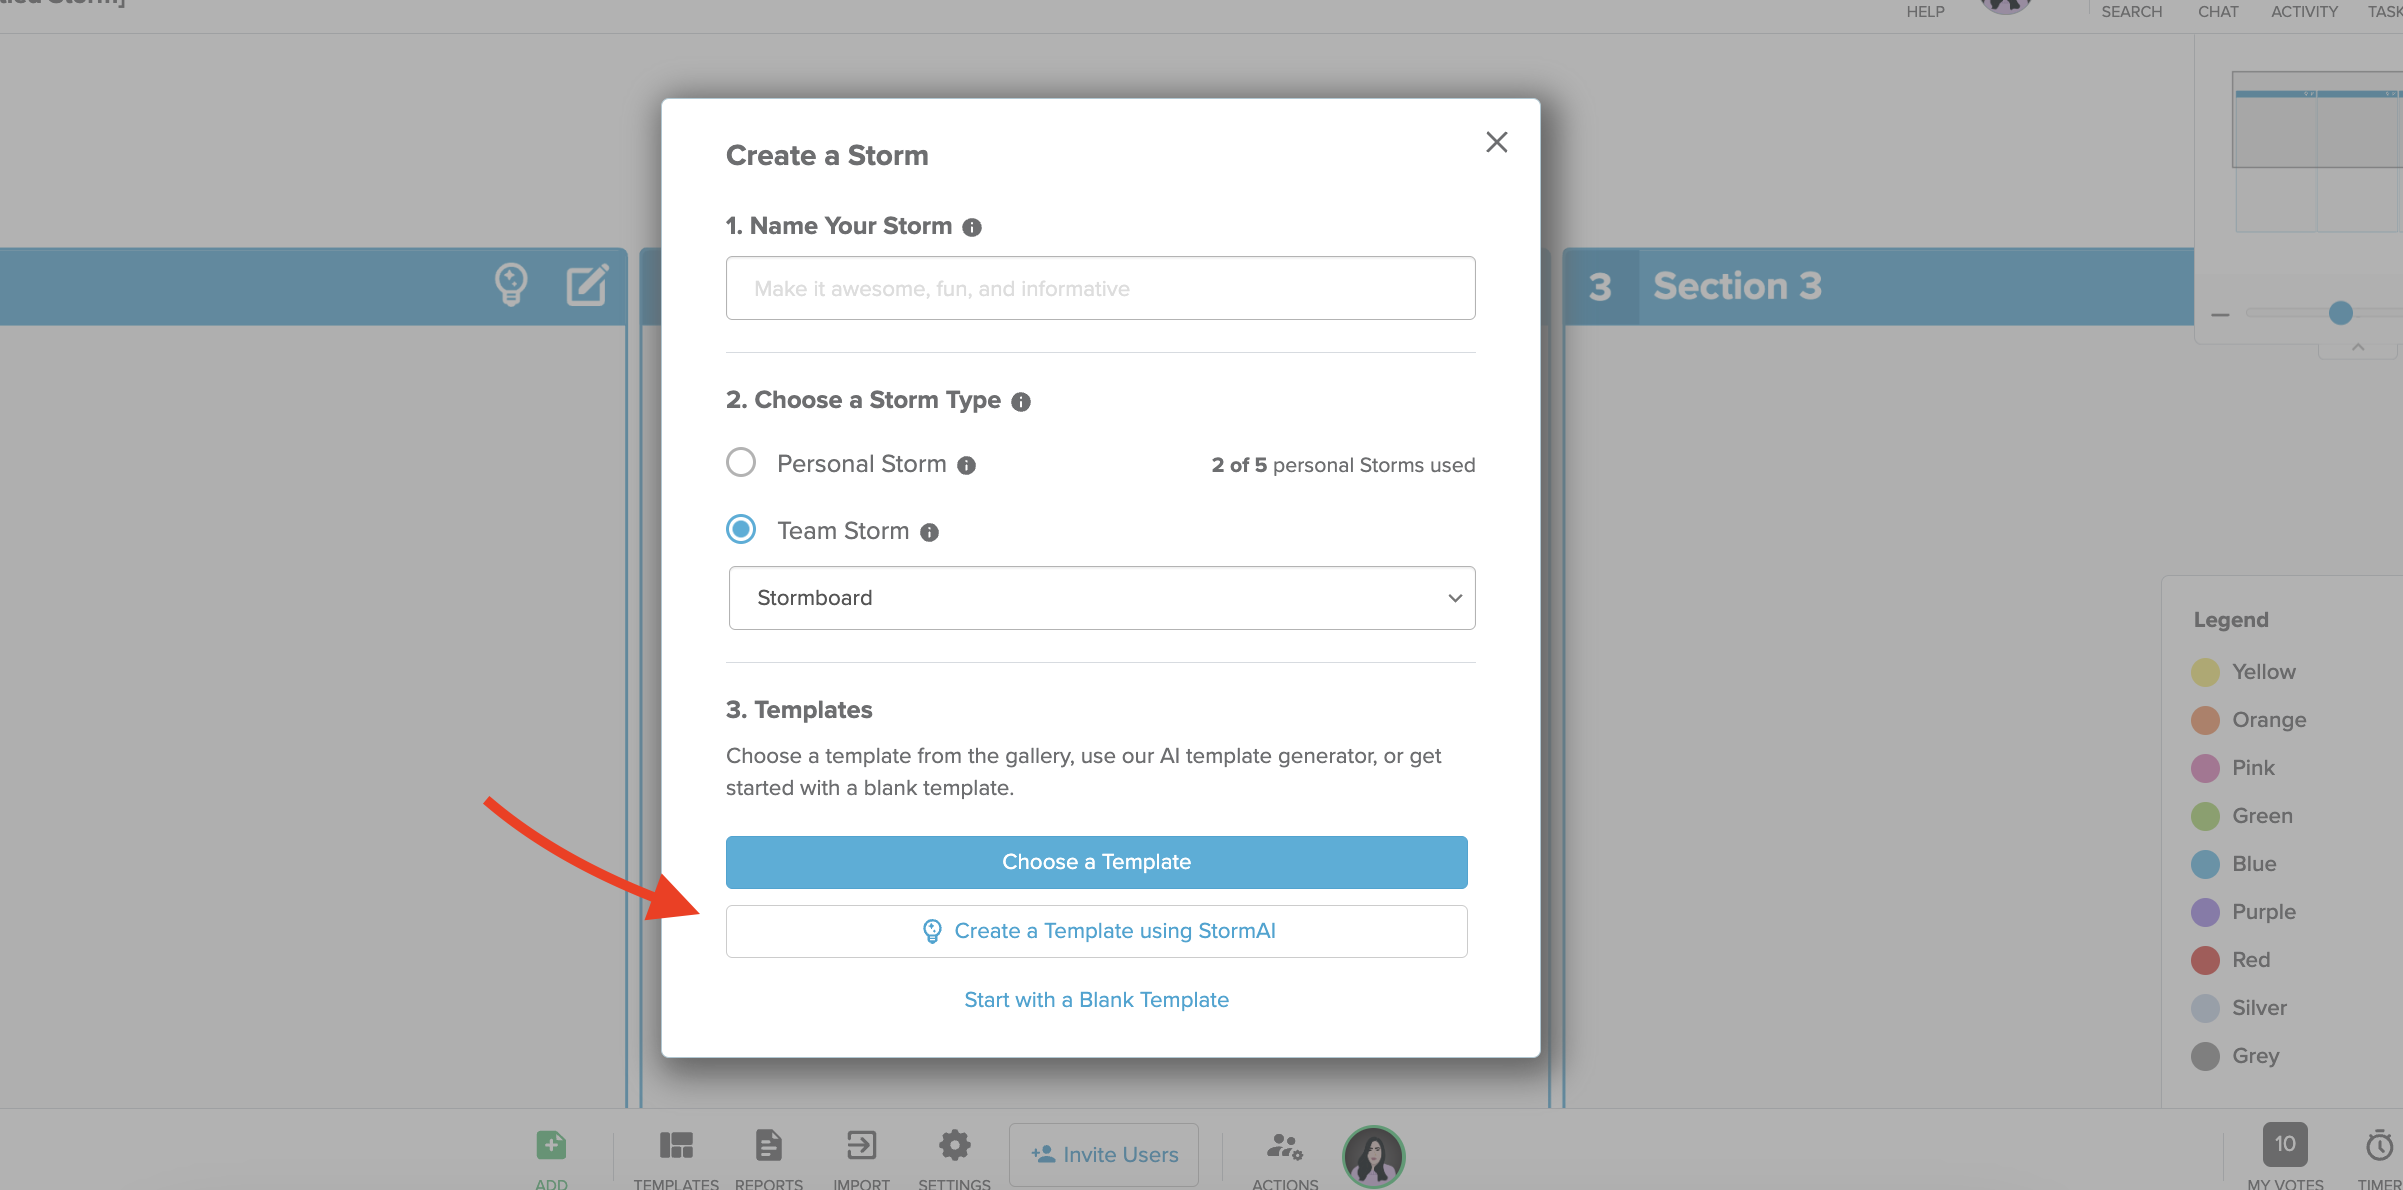 HELP
SEARCH
CHAT
ACTIVITY
Create a Storm
1. Name Your Storm
Make it awesome, fun, and informative
3 Section 3
2. Choose a Storm Type
Personal Storm
2 of 5 personal Storms used
Team Storm
Stormboard
3. Templates
Choose a template from the gallery, use our AI template generator, or get
started with a blank template.
Choose a Template
Create a Template using StormAI
Start with a Blank Template
Legend
Yellow
Orange
Pink
Green
Blue
Purple
Red
Silver
Grey
ADD
TEMPLATES
REPORTS
IMPORT
SETTINGS
Invite Users
ACTIONS
10
MY VOTES
TIMER